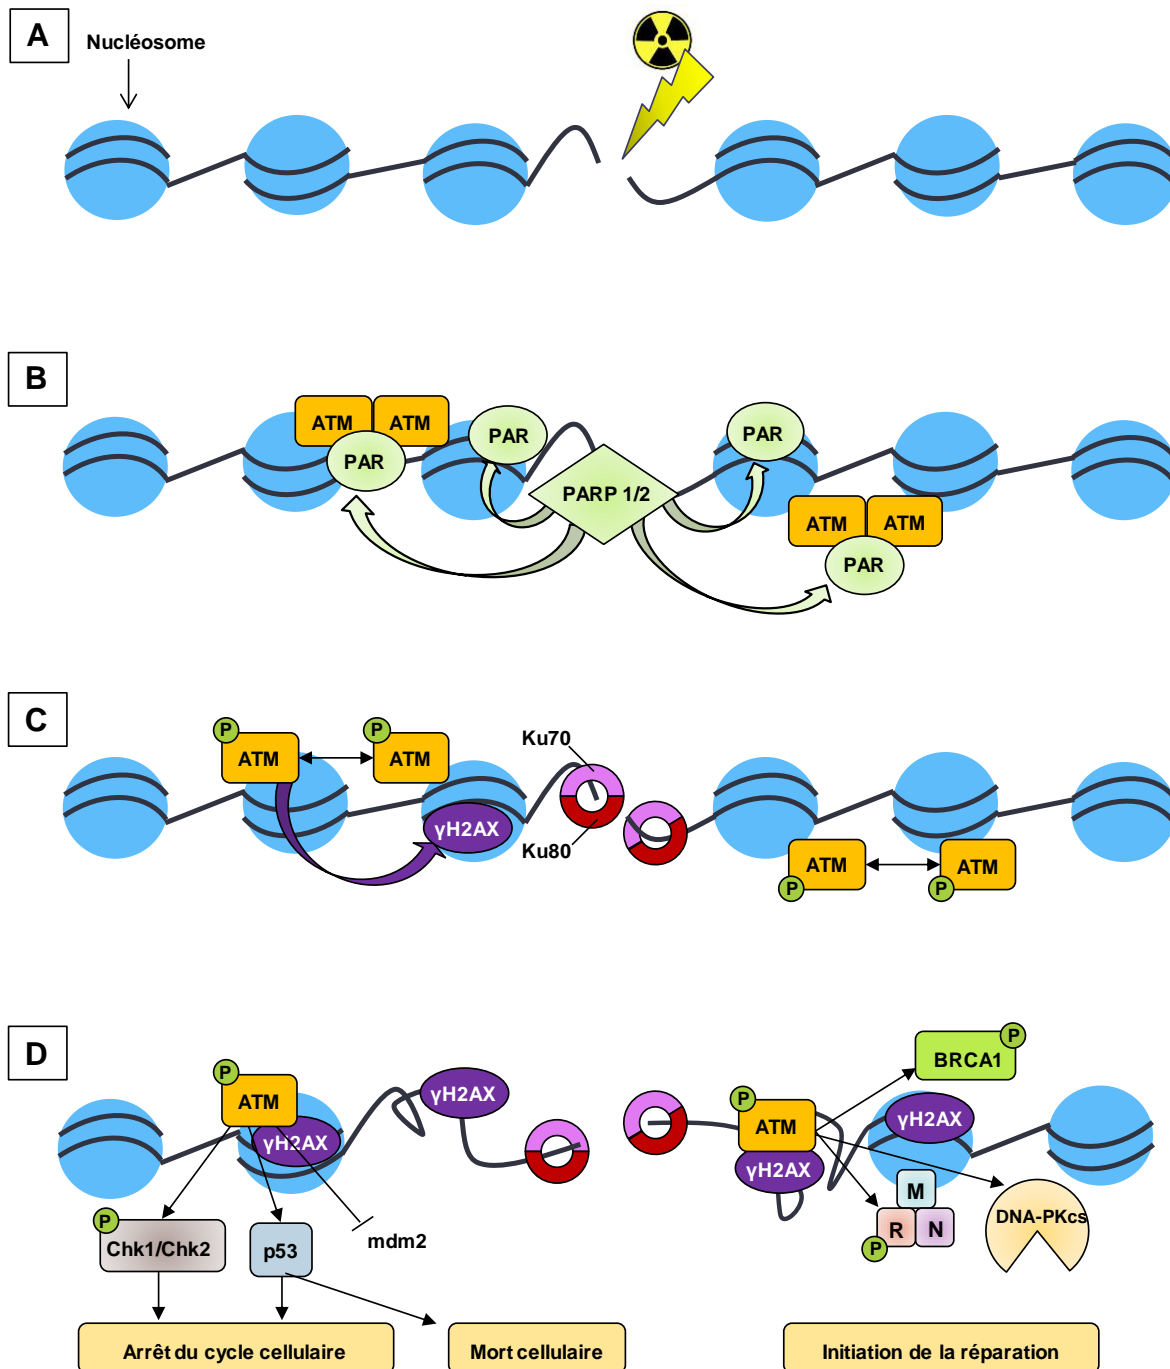 A
Nucléosome
B
ATM
ATM
PAR
PAR
PAR
PARP 1/2
ATM
ATM
PAR
C
P
ATM
P
ATM
Ku70
γH2AX
Ku80
ATM
P
ATM
P
D
P
ATM
γH2AX
γH2AX
P
Chk1/Chk2
p53
mdm2
Arrêt du cycle cellulaire
Mort cellulaire
P
BRCA1
P
ATM
γH2AX
γH2AX
M
R
N
P
DNA-PKcs
Initiation de la réparation